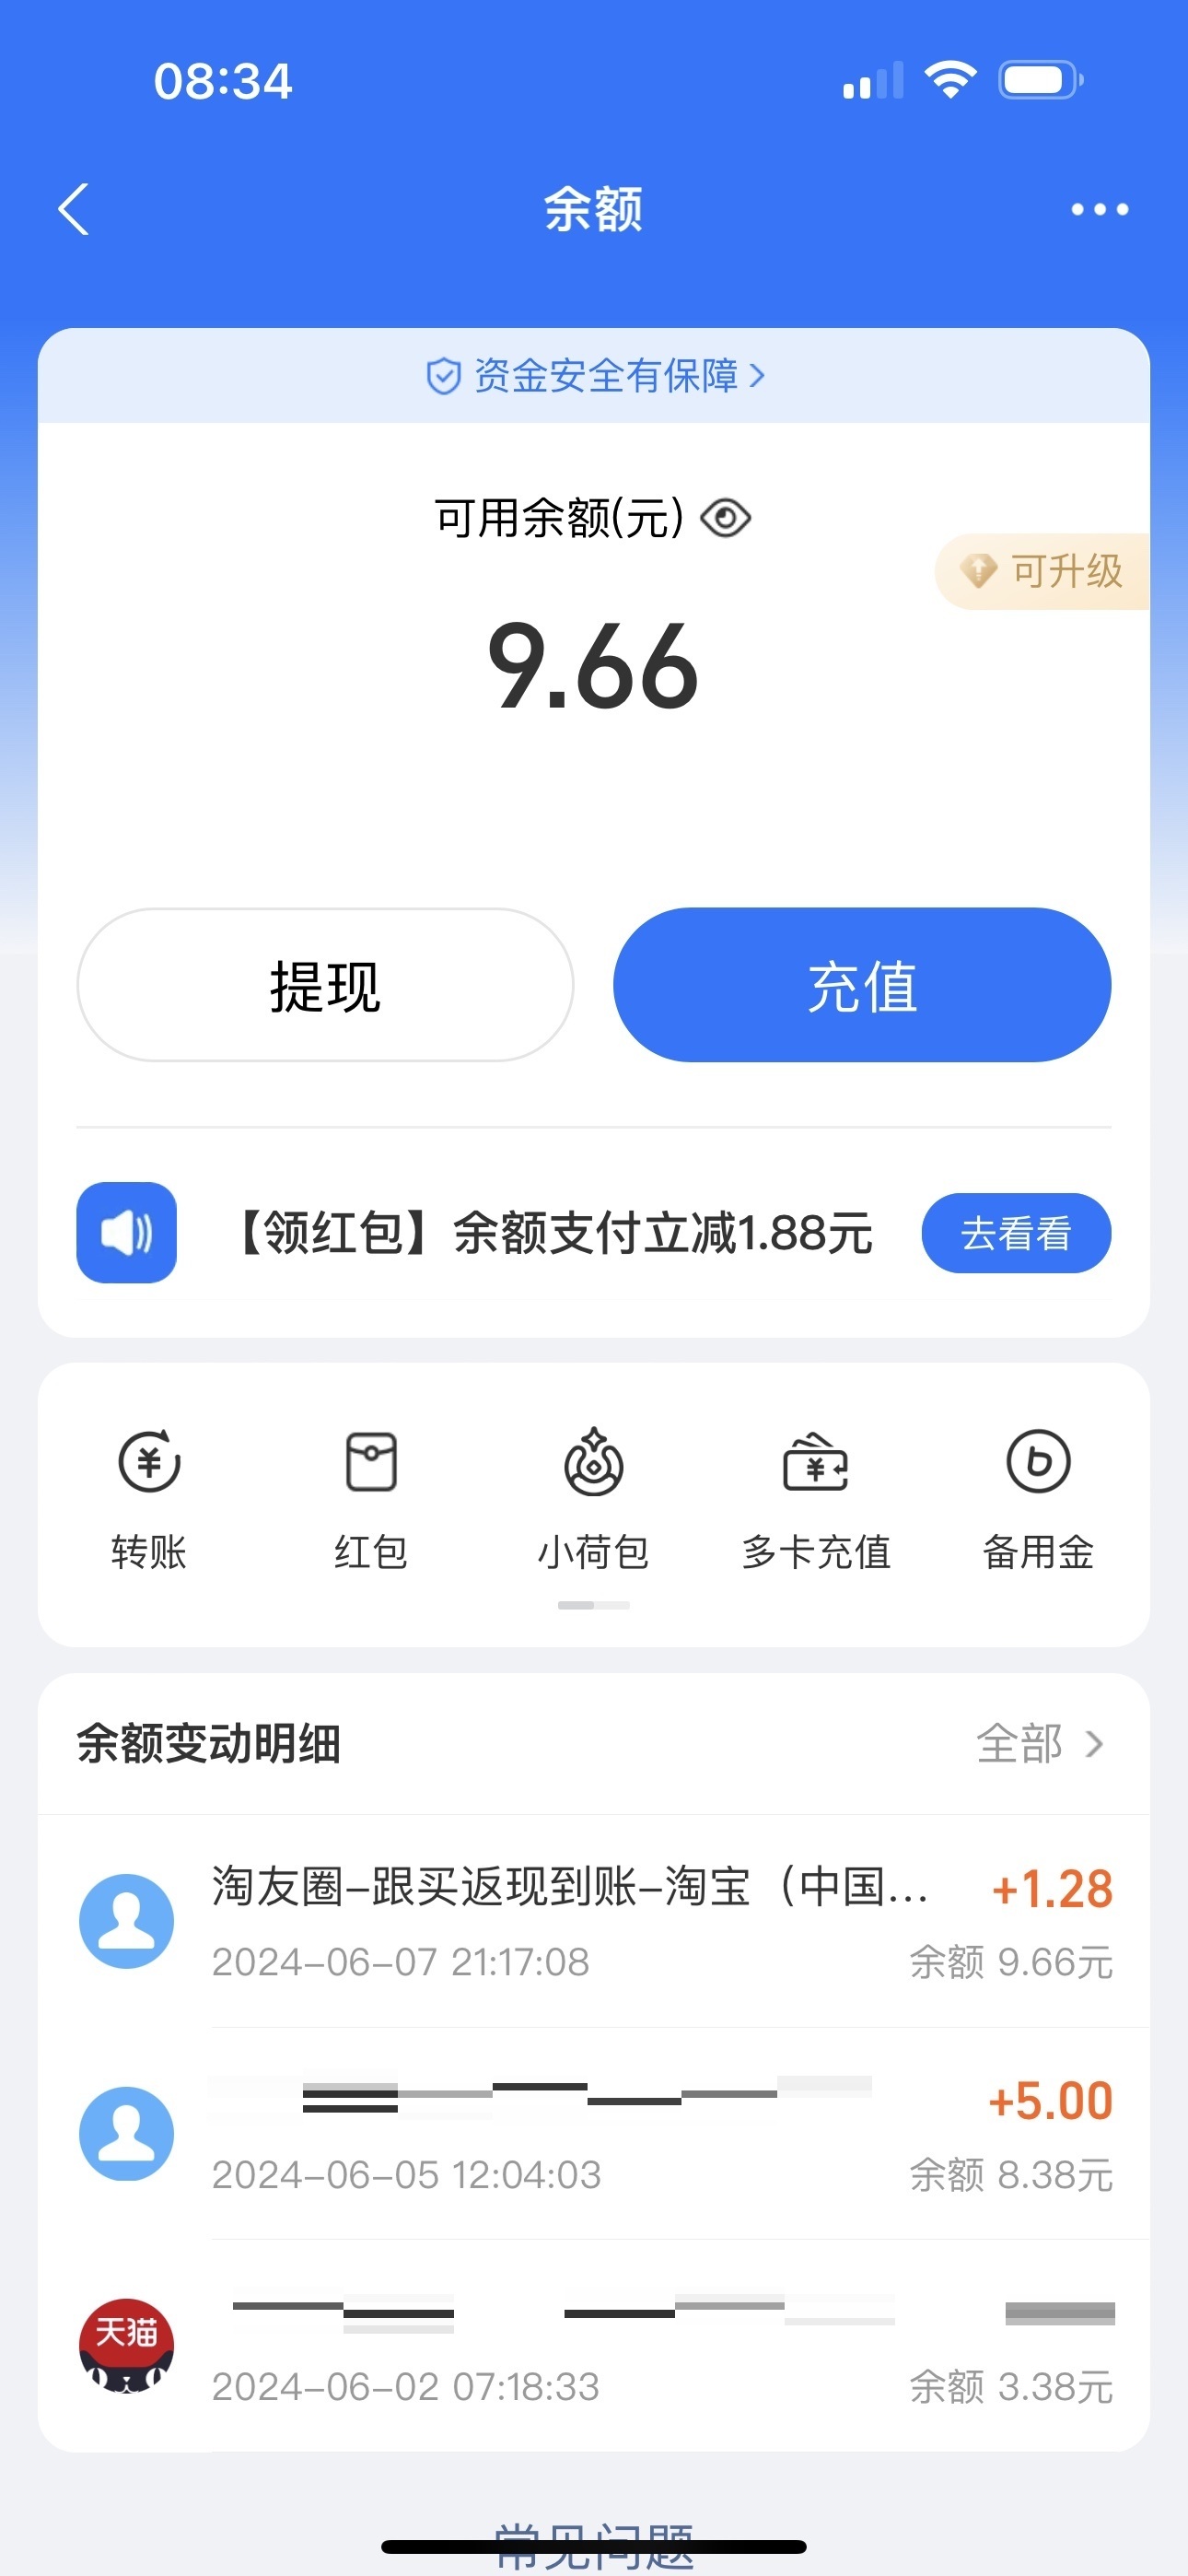 08:34
余额
资金安全有保障
可用余额(元)
可升级
9.66
提现
充值
【领红包】余额支付立减1.88元
去看看
转账
红包
小荷包
多卡充值
备用金
余额变动明细
全部
淘友圈-跟买返现到账-淘宝（中国...
+1.28
2024-06-07 21:17:08
余额 9.66元
+5.00
2024-06-05 12:04:03
余额 8.38元
天猫
2024-06-02 07:18:33
余额 3.38元
常见问题